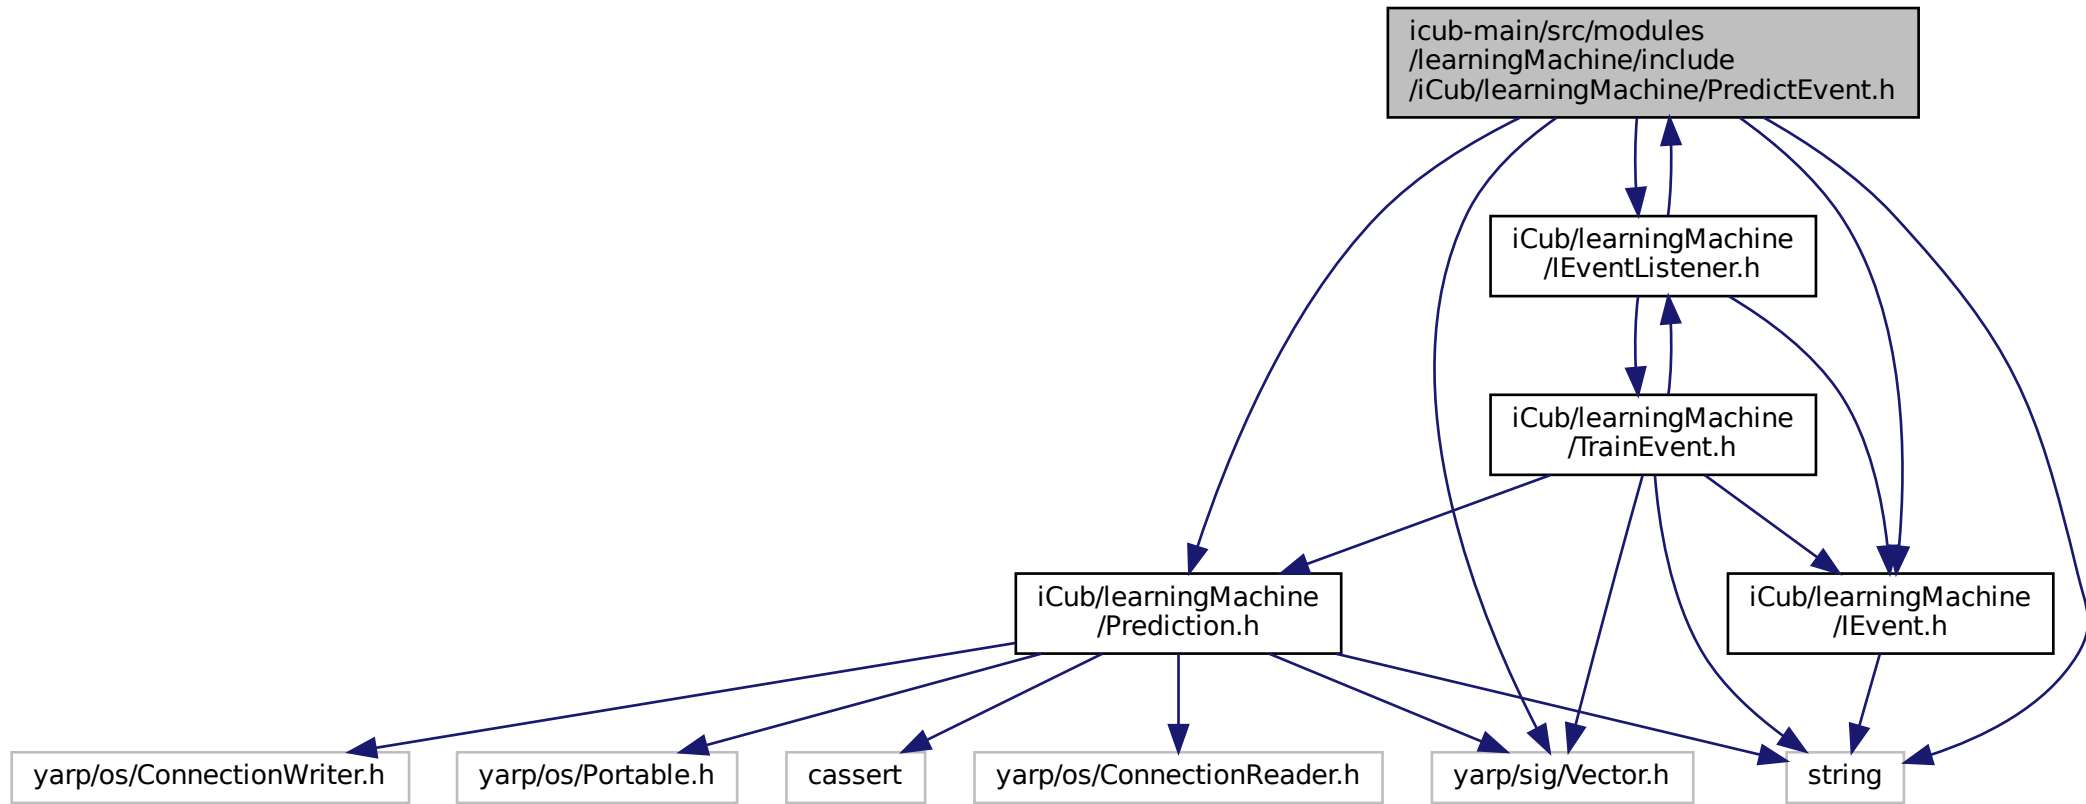 icub-main/src/modules
/learningMachine/include
/iCub/learningMachine/PredictEvent.h
iCub/learningMachine
/IEventListener.h
iCub/learningMachine
/TrainEvent.h
iCub/learningMachine
/Prediction.h
iCub/learningMachine
/IEvent.h
yarp/os/ConnectionWriter.h
yarp/os/Portable.h
cassert
yarp/os/ConnectionReader.h
yarp/sig/Vector.h
string